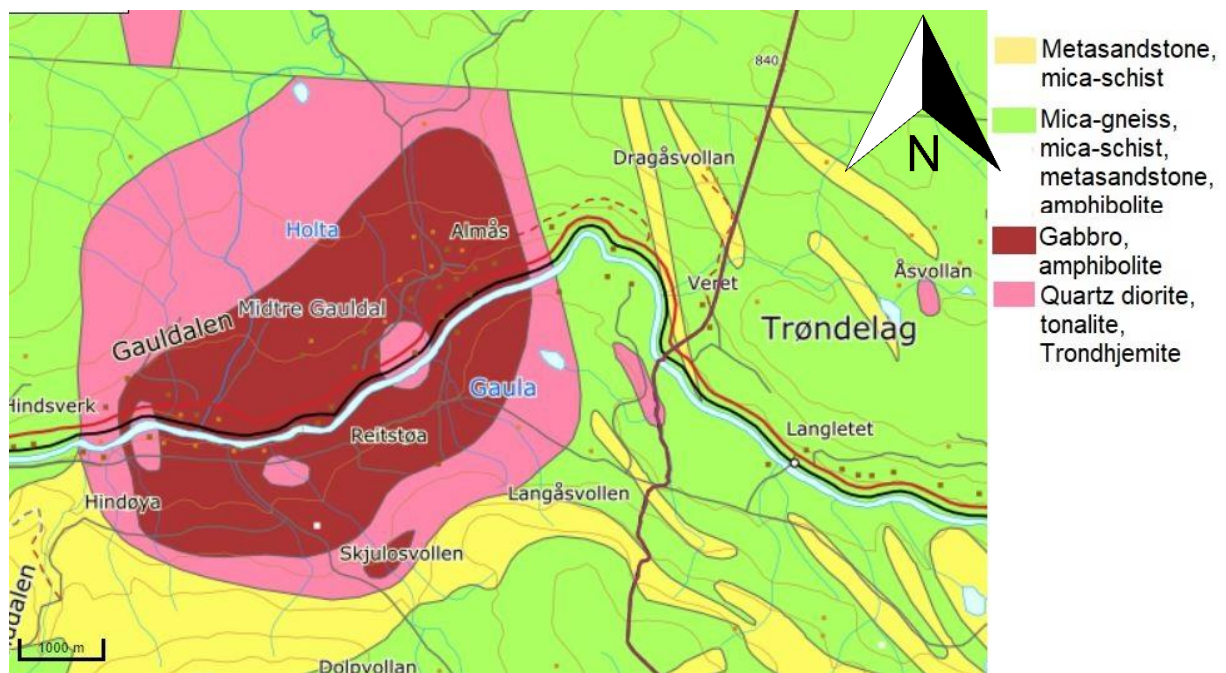 840
N
Dragåsvollan
Holta
Almås
Åsvollan
Veret
Midtre Gauldal
Gauldalen
Trøndelag
Gaula
Hindsverk
Reitstøa
Langletet
Hindøya
Langåsvollen
Skjulosvollen
ddalen
1000 m
Dolpvollan
Metasandstone,
mica-schist
Mica-gneiss,
mica-schist,
metasandstone,
amphibolite
Gabbro,
amphibolite
Quartz diorite,
tonalite,
Trondhjemite